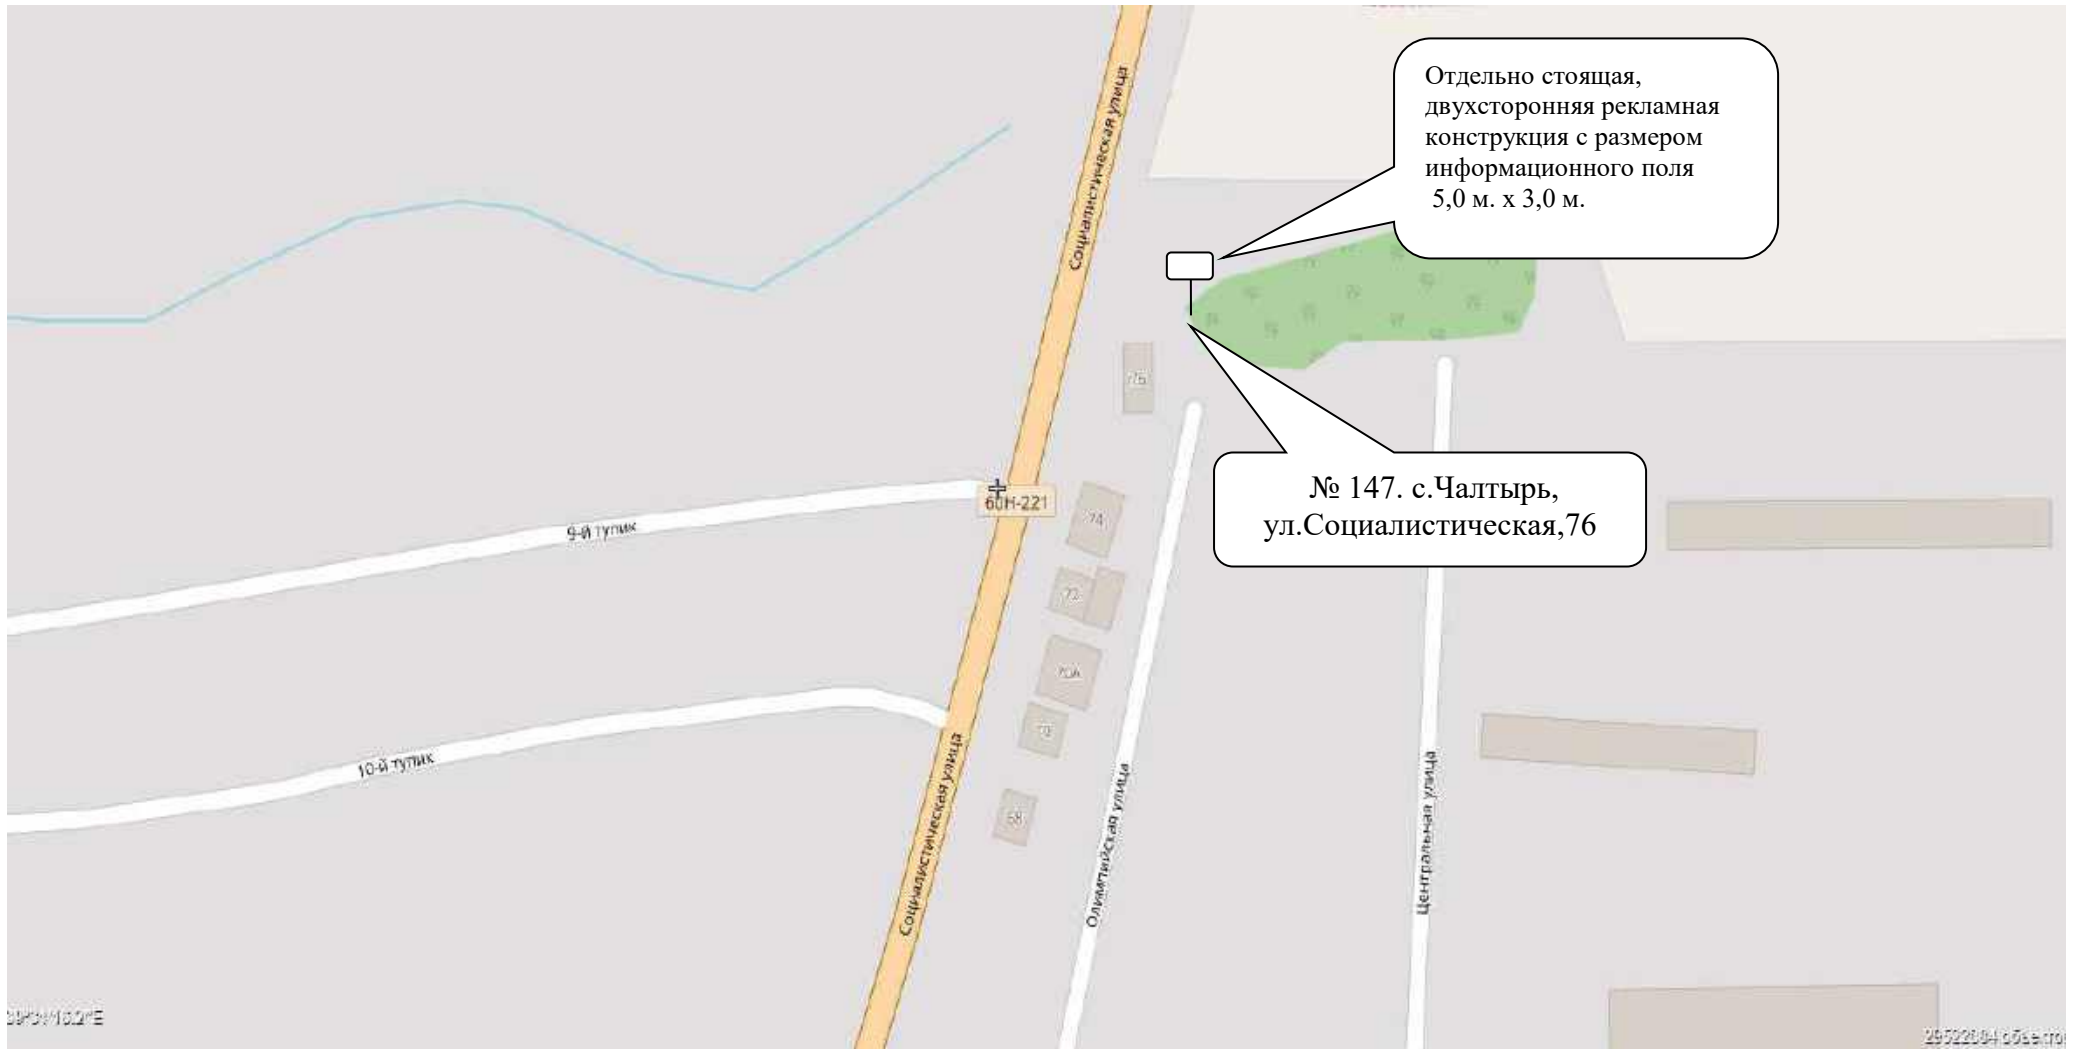 Отдельно стоящая,
двухсторонняя рекламная
конструкция с размером
информационного поля
5,0 м. х 3,0 м.
Социалистическая улица
76
№ 147. с.Чалтырь,
ул.Социалистическая,76
60Н-221
9-й тупик
74
72
70А
70
10-й тупик
68
Социалистическая улица
Олимпийская улица
Центральная улица